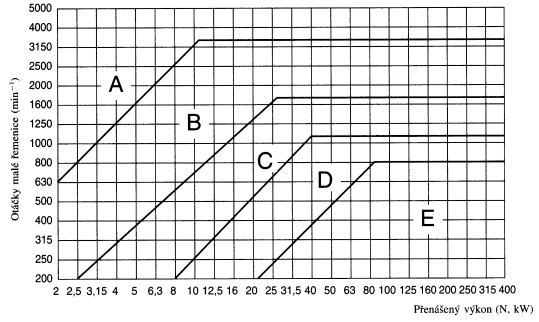 5000
4000
3150
2500
2000
1600
1250
1000
800
630
500
400
315
250
200
Otáčky malé řemenice (min⁻¹)
A
B
C
D
E
2 2,5 3,15 4 5 6,3 8 10 12,5 16 20 25 31,5 40 50 63 80 100 125 160 200 250 315 400
Přenášený výkon (N, kW)